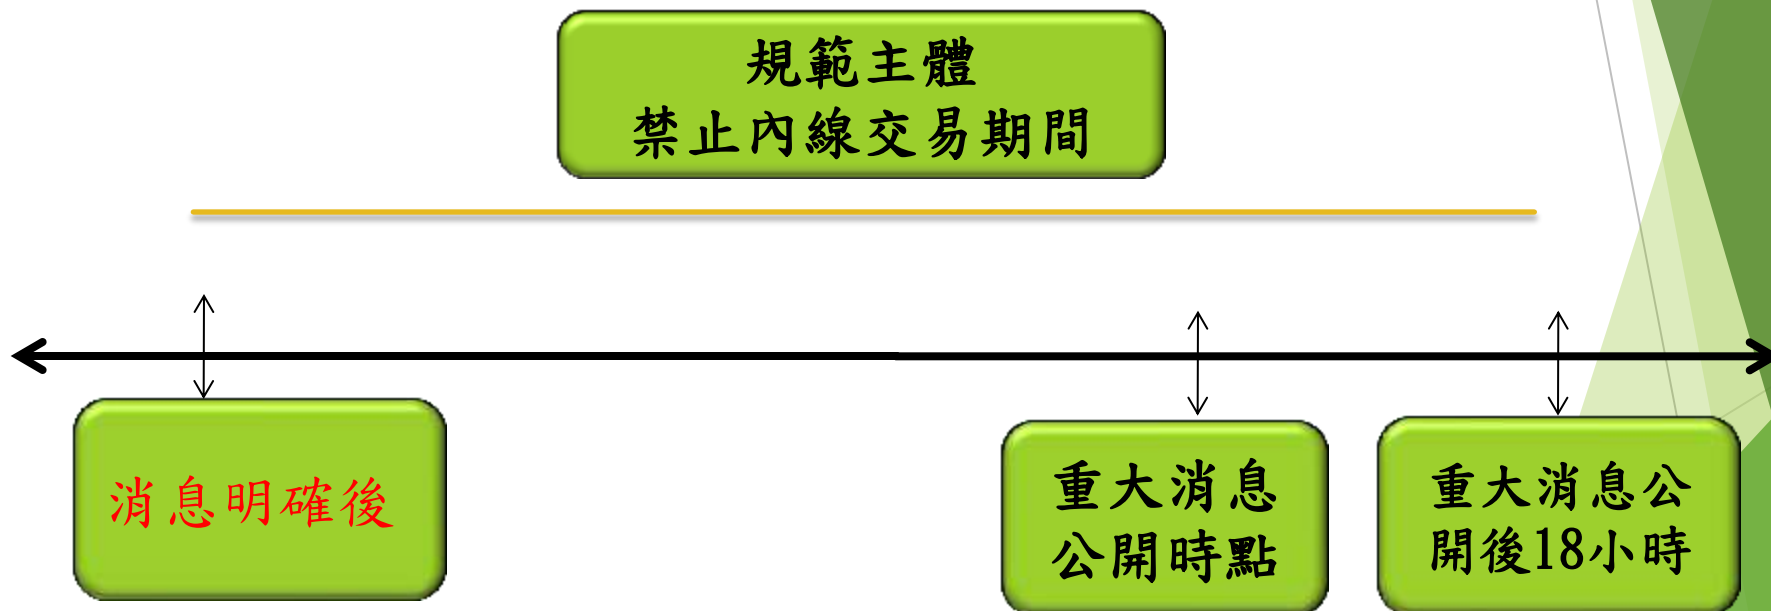 規範主體
禁止內線交易期間
消息明確後
重大消息
公開時點
重大消息公
開後18小時